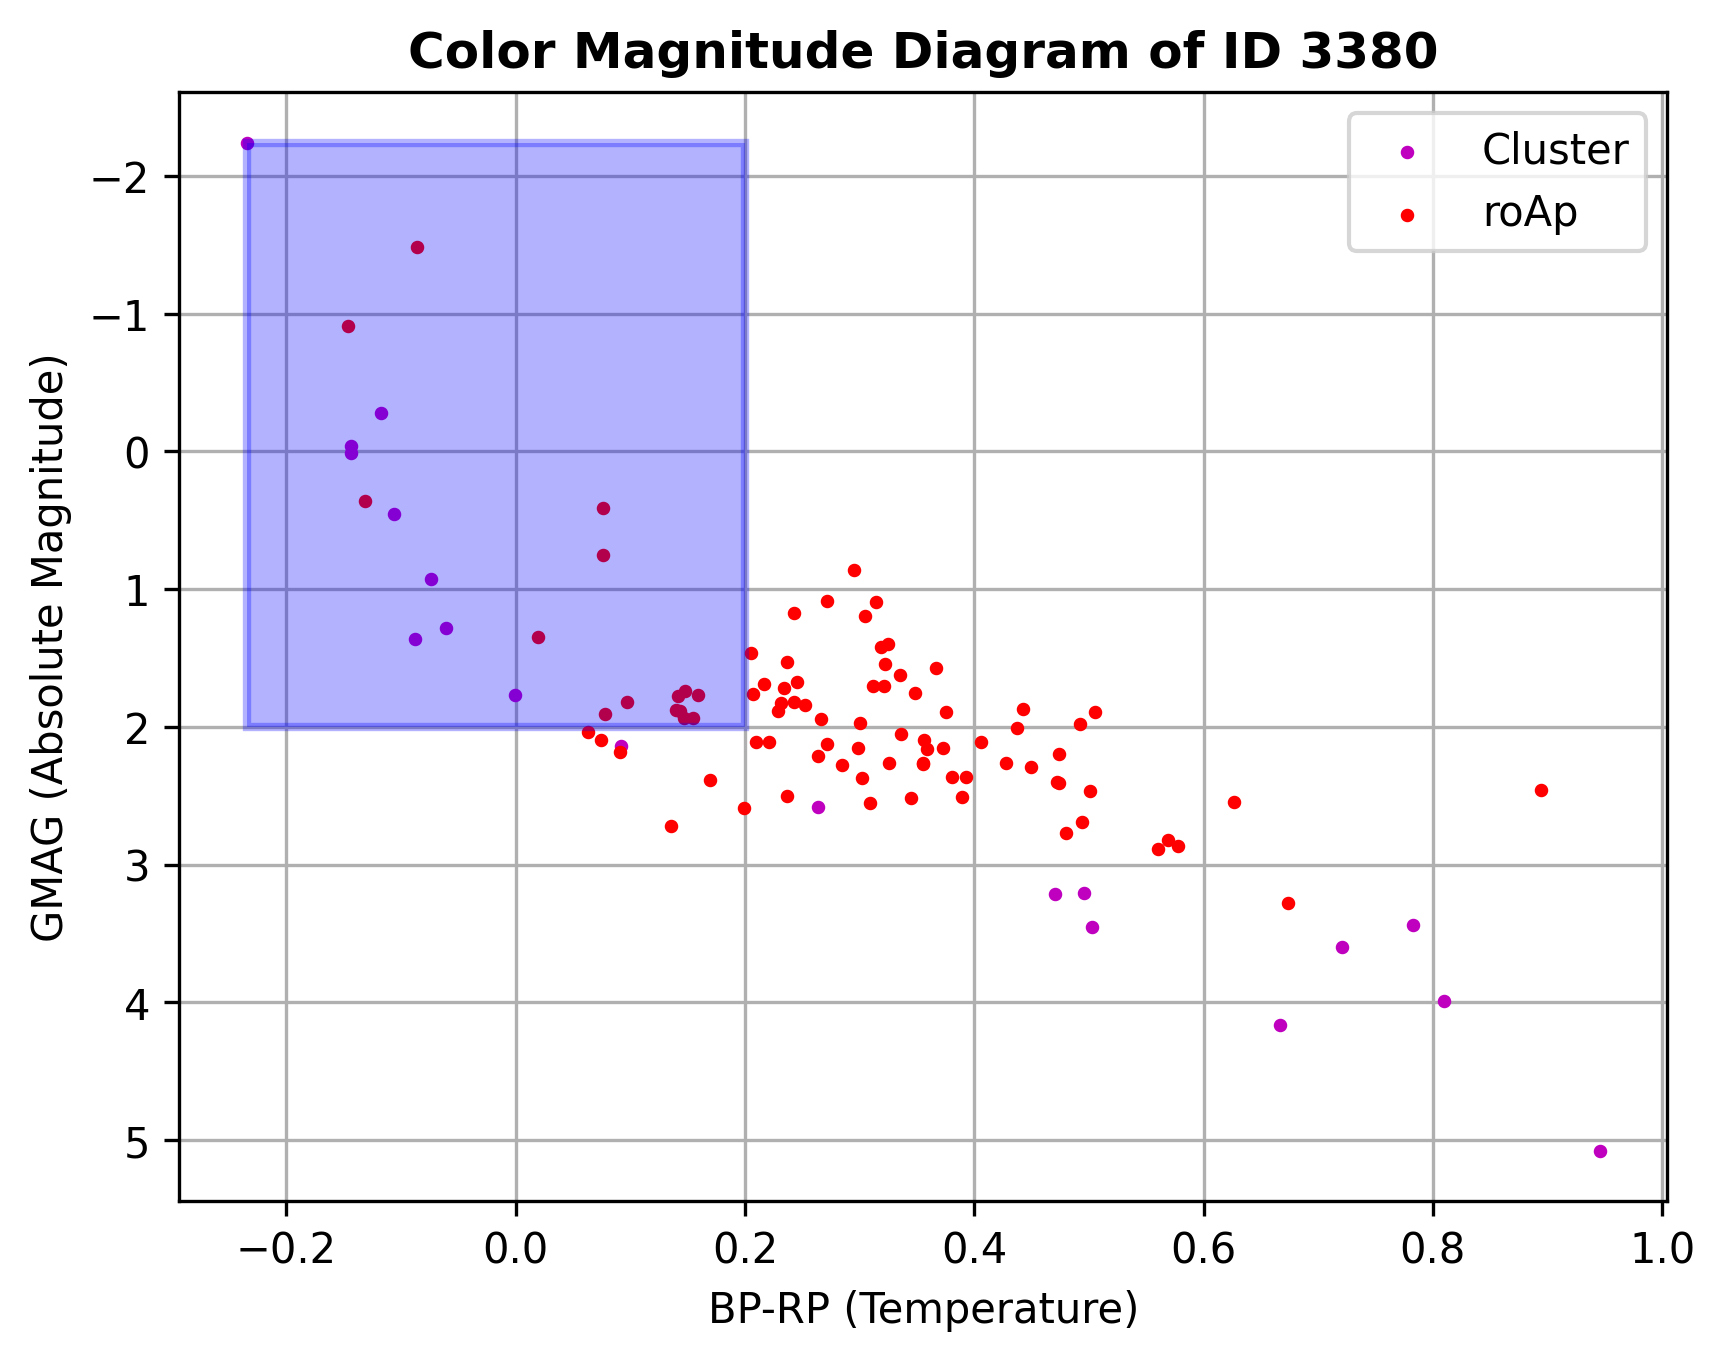 Color Magnitude Diagram of ID 3380
Cluster
roAp
GMAG (Absolute Magnitude)
−2
−1
0
1
2
3
4
5
−0.2 0.0 0.2 0.4 0.6 0.8 1.0
BP-RP (Temperature)